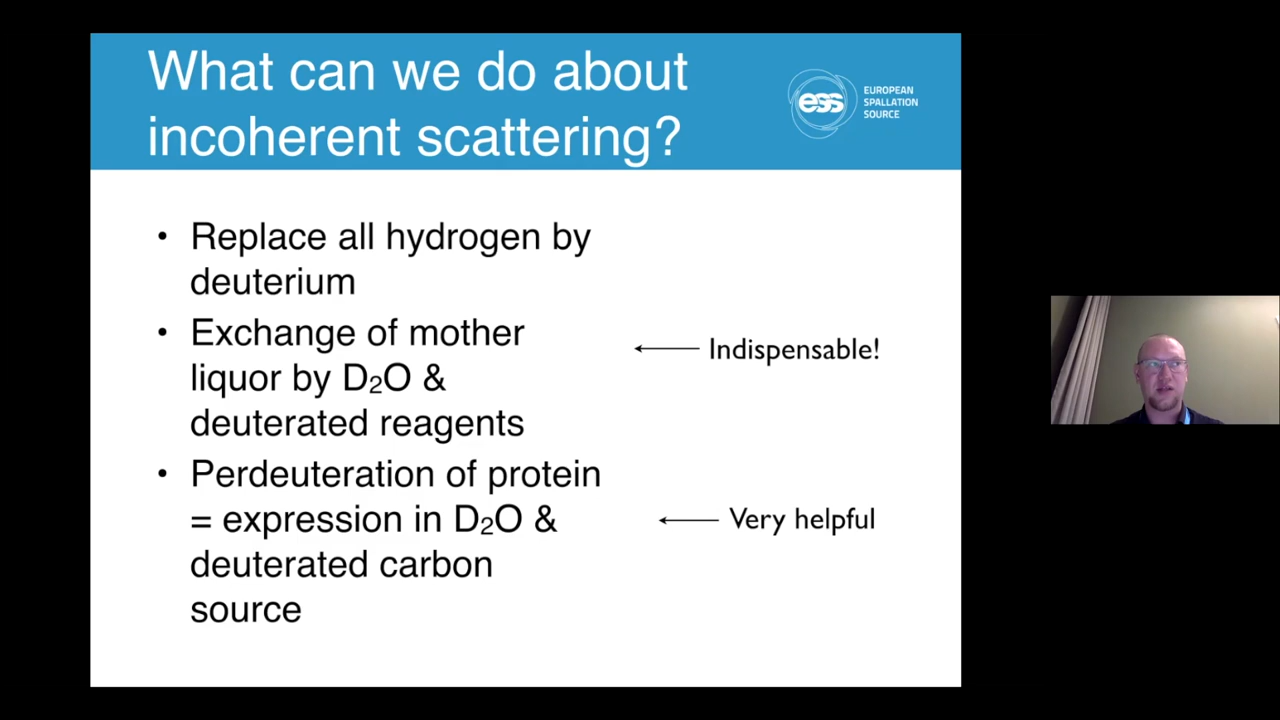 What can we do about
incoherent scattering?
ess
EUROPEAN
SPALLATION
SOURCE
• Replace all hydrogen by
deuterium
• Exchange of mother
liquor by D₂O &
deuterated reagents
Indispensable!
• Perdeuteration of protein
= expression in D₂O &
deuterated carbon
source
Very helpful